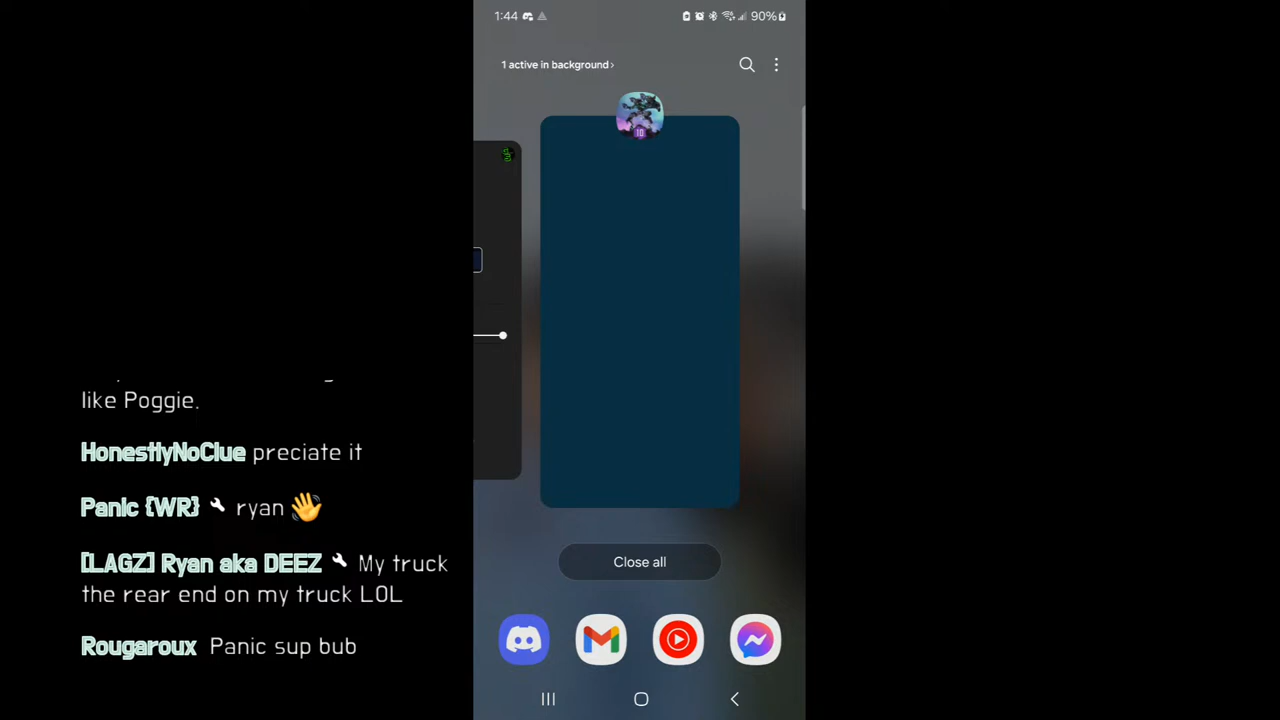 1:44
90%
1 active in background >
10
like Poggie.
HonestlyNoClue preciate it
Panic {WR} ryan 👋
[LAGZ] Ryan aka DEEZ My truck
the rear end on my truck LOL
Rougaroux Panic sup bub
Close all